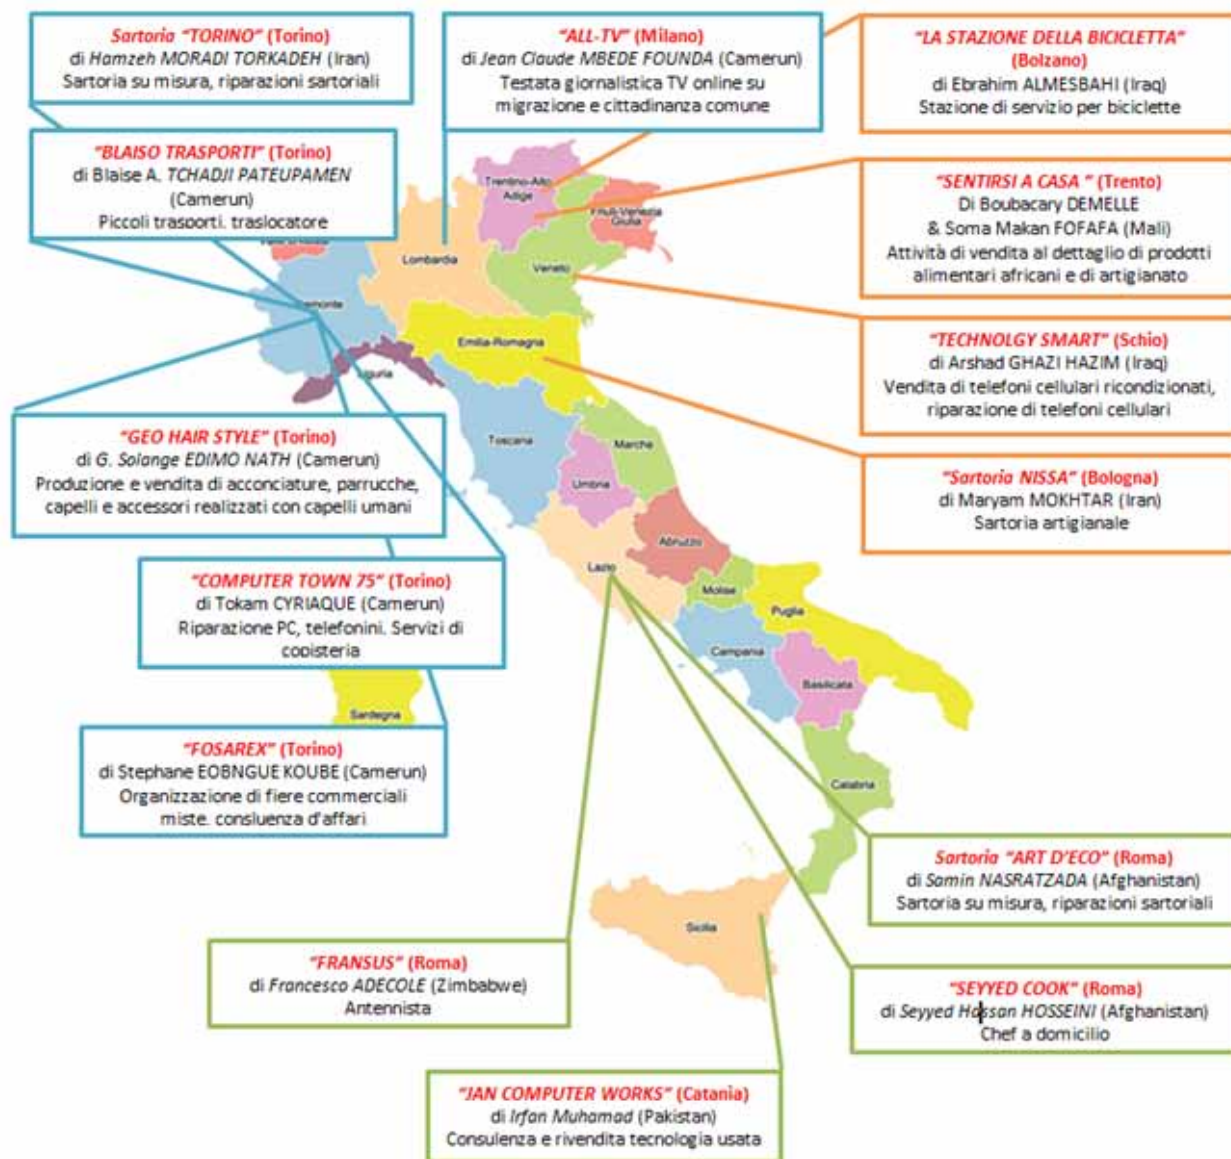 Sartoria "TORINO" (Torino)
di Hamzeh MORADI TORKADEH (Iran)
Sartoria su misura, riparazioni sartoriali
"ALL-TV" (Milano)
di Jean Claude MBEDE FOUNDA (Camerun)
Testata giornalistica TV online su
migrazione e cittadinanza comune
"LA STAZIONE DELLA BICICLETTA"
(Bolzano)
di Ebrahim ALMESBAHI (Iraq)
Stazione di servizio per biciclette
"BLAISO TRASPORTI" (Torino)
di Blaise A. TCHADJI PATEUPAMEN
(Camerun)
Piccoli trasporti. traslocatore
"SENTIRSI A CASA " (Trento)
Di Boubacary DEMELLE
& Soma Makan FOFAFA (Mali)
Attività di vendita al dettaglio di prodotti
alimentari africani e di artigianato
"TECHNOLGY SMART" (Schio)
di Arshad GHAZI HAZIM (Iraq)
Vendita di telefoni cellulari ricondizionati,
riparazione di telefoni cellulari
"GEO HAIR STYLE" (Torino)
di G. Solange EDIMO NATH (Camerun)
Produzione e vendita di acconciature, parrucche,
capelli e accessori realizzati con capelli umani
"Sartoria NISSA" (Bologna)
di Maryam MOKHTAR (Iran)
Sartoria artigianale
"COMPUTER TOWN 75" (Torino)
di Tokam CYRIAQUE (Camerun)
Riparazione PC, telefonini. Servizi di
copisteria
"FOSAREX" (Torino)
di Stephane EOBNGUE KOUBE (Camerun)
Organizzazione di fiere commerciali
miste. consluenza d'affari
Sartoria "ART D'ECO" (Roma)
di Samin NASRATZADA (Afghanistan)
Sartoria su misura, riparazioni sartoriali
"FRANSUS" (Roma)
di Francesco ADECOLE (Zimbabwe)
Antennista
"SEYYED COOK" (Roma)
di Seyyed Hassan HOSSEINI (Afghanistan)
Chef a domicilio
"JAN COMPUTER WORKS" (Catania)
di Irfan Muhamad (Pakistan)
Consulenza e rivendita tecnologia usata
Trentino-Alto
Adige
Friuli-Venezia
Giulia
Lombardia
Veneto
Emilia-Romagna
Liguria
Toscana
Marche
Umbria
Abruzzo
Lazio
Molise
Puglia
Campania
Basilicata
Sardegna
Calabria
Sicilia